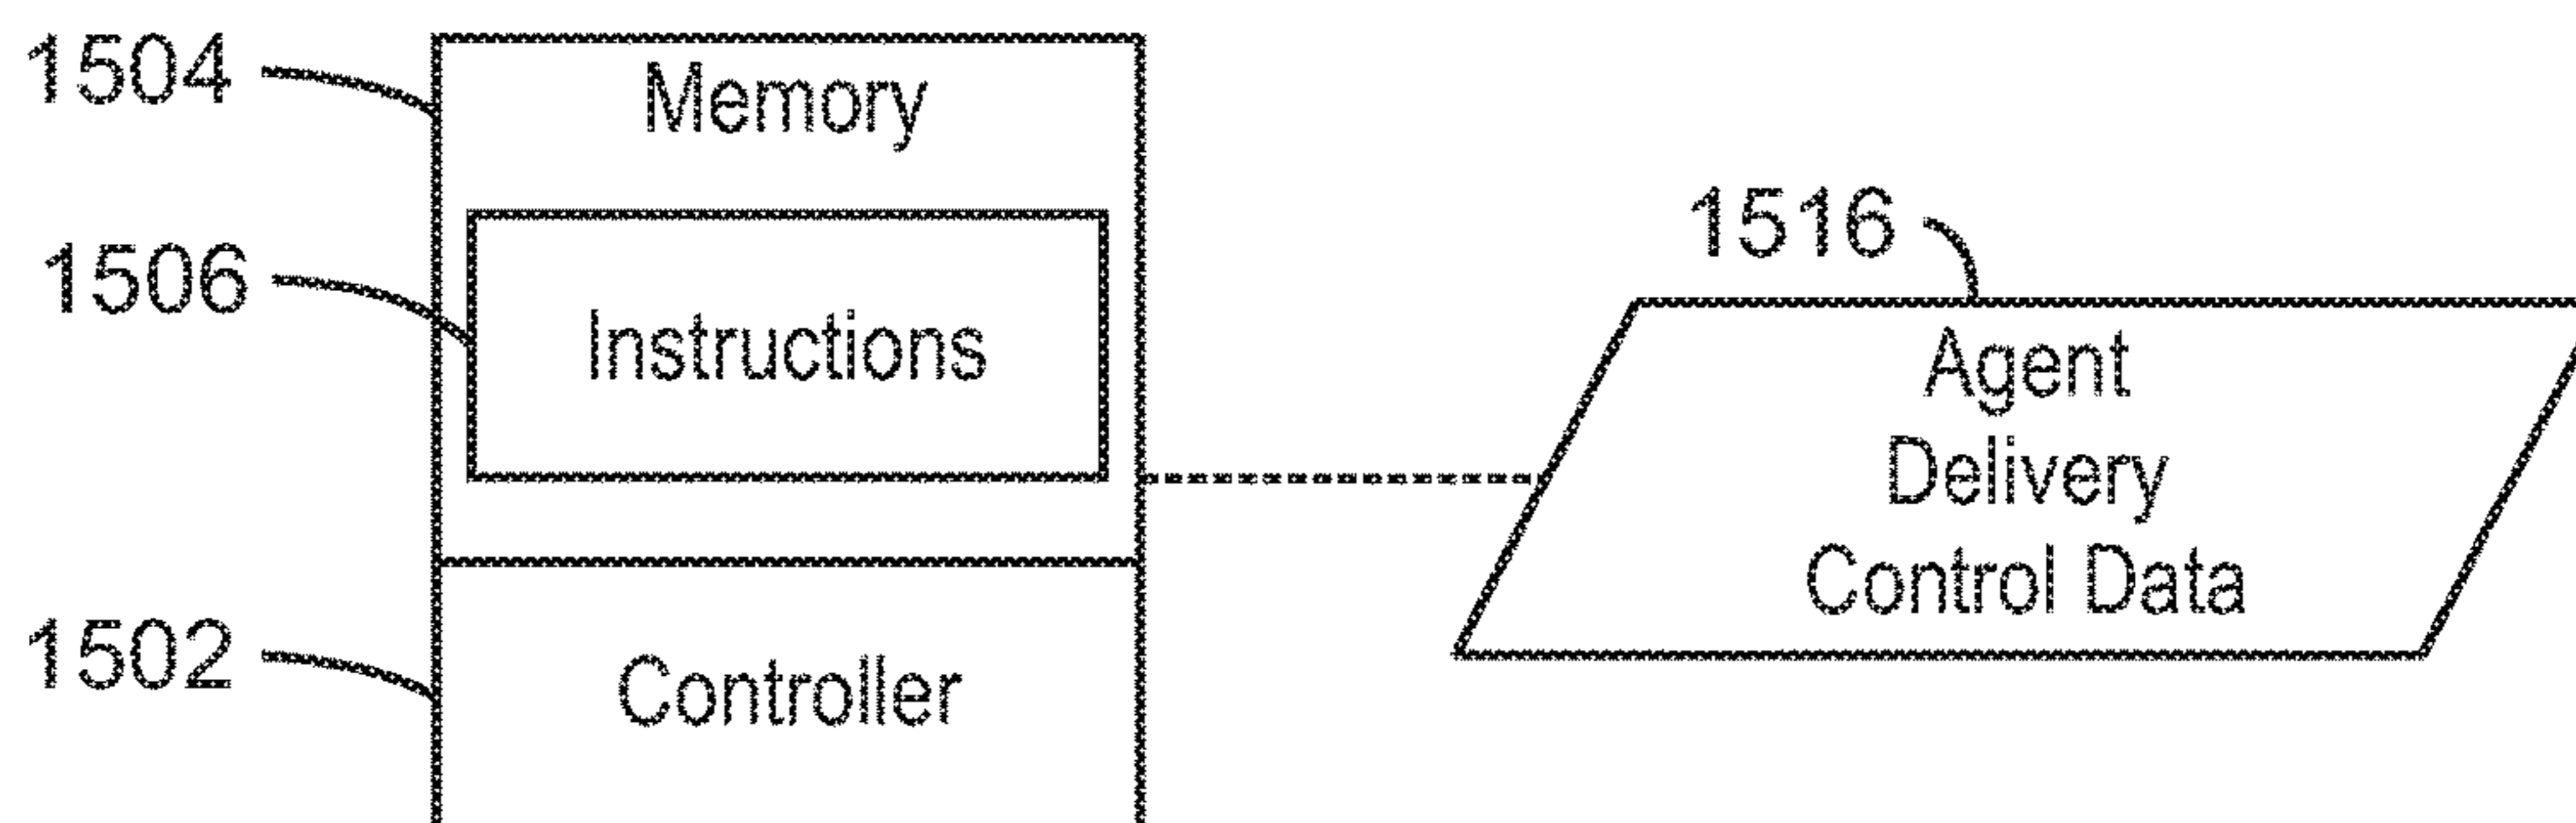 1504
Memory
1516
1506
Instructions
Agent
Delivery
Control Data
1502
Controller